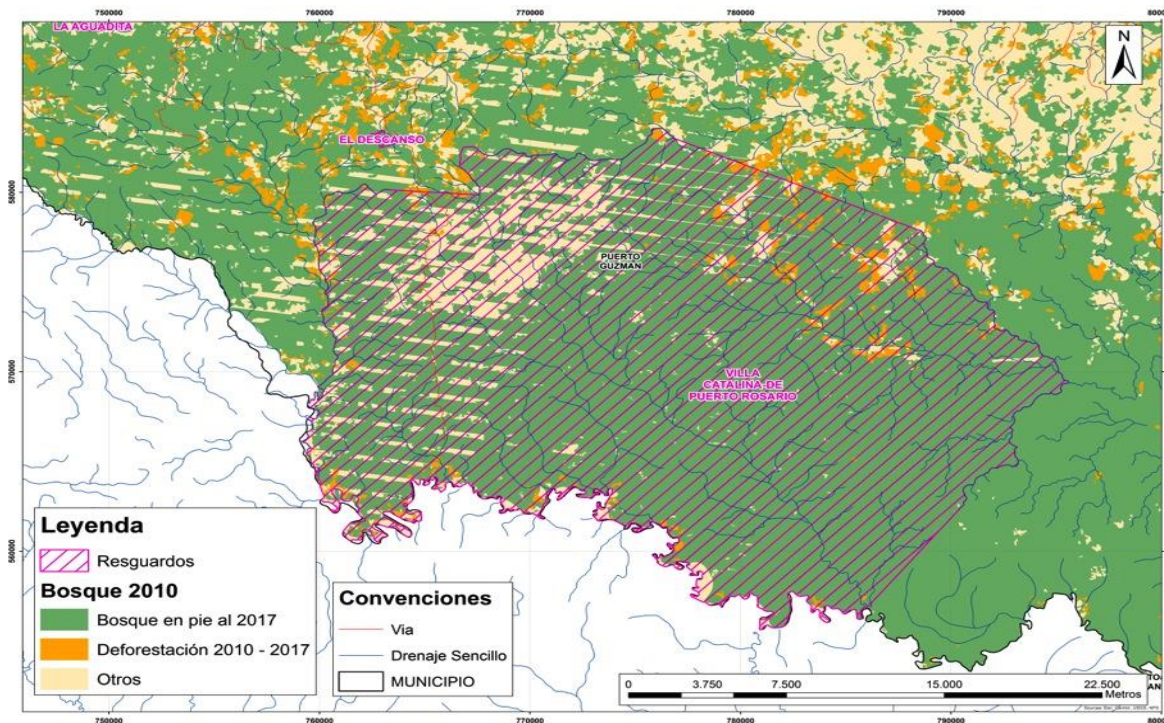 750000 760000 770000 780000 790000
LA AGUADITA
N
EL DESCANSO
580000
PUERTO
GUZMAN
570000
VILLA
CATALINA DE
PUERTO ROSARIO
560000
Leyenda
Resguardos
Bosque 2010
Bosque en pie al 2017
Deforestación 2010 - 2017
Otros
Convenciones
Via
Drenaje Sencillo
MUNICIPIO
0 3.750 7.500 15.000 22.500
Metros
750000 760000 770000 780000 790000